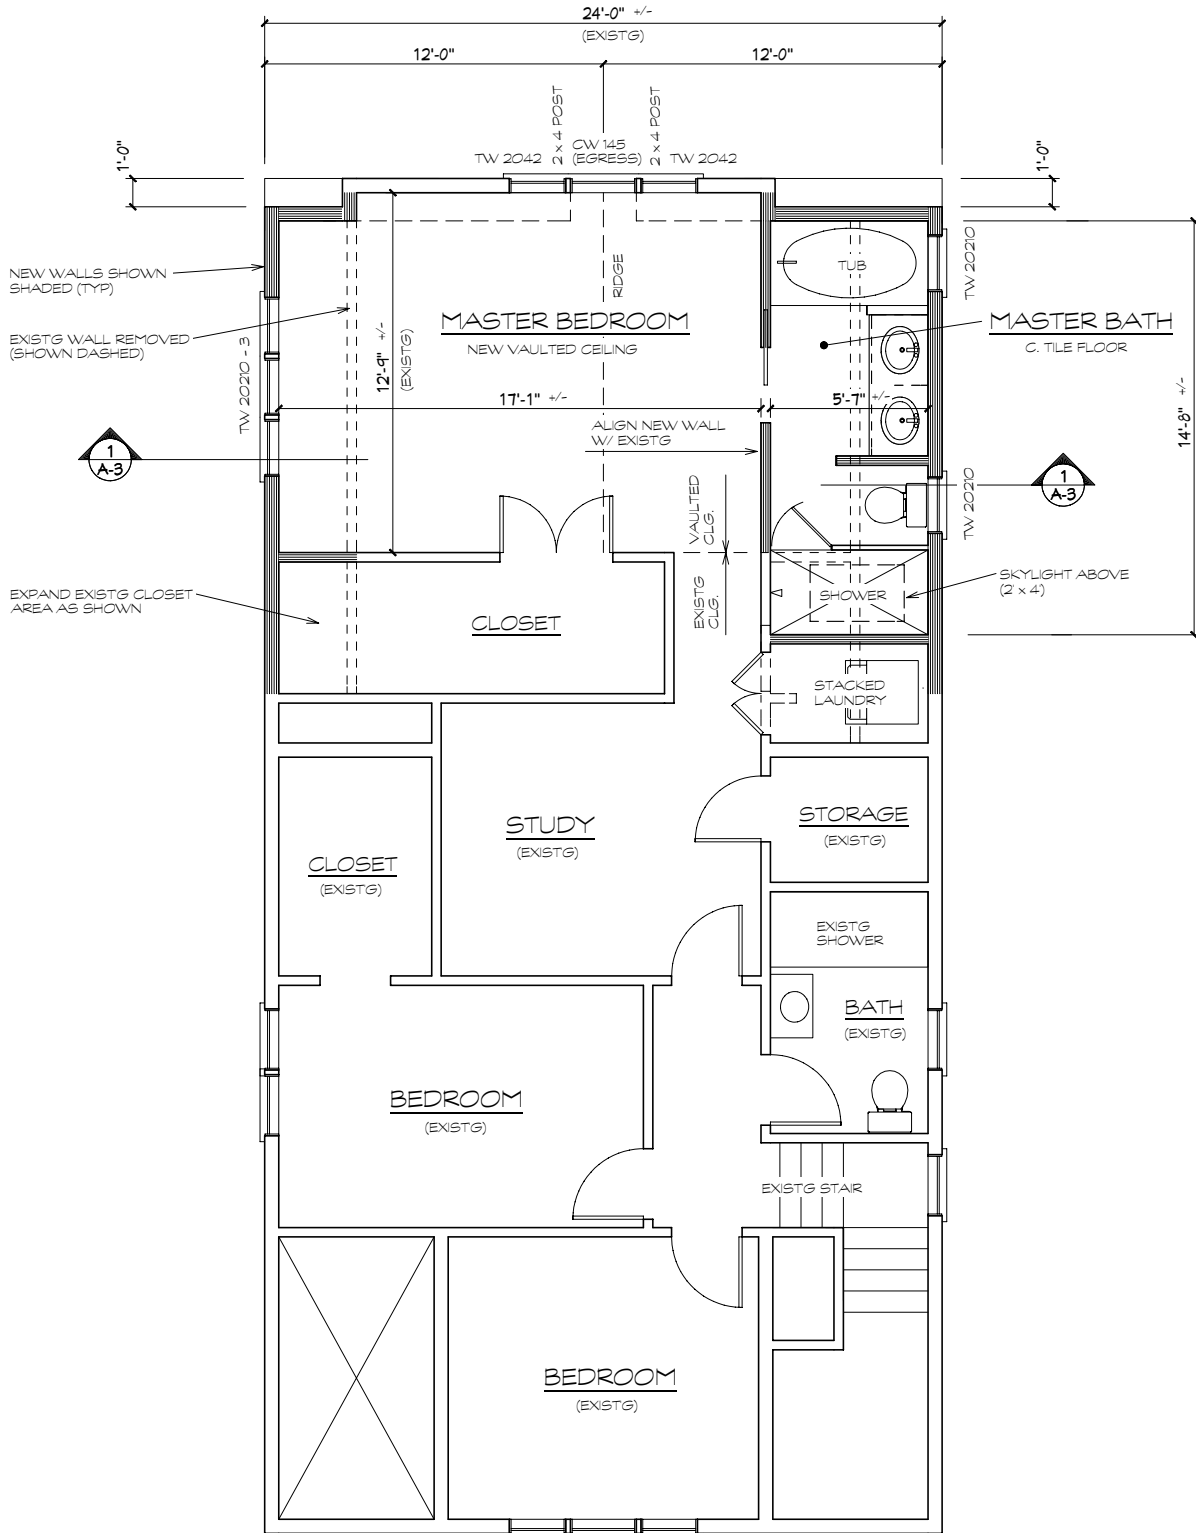 24'-0" +/-
(EXISTG)
12'-0"
12'-0"
2 x 4 POST
2 x 4 POST
CW 145
(EGRESS)
TW 2042
TW 2042
1'-0"
1'-0"
NEW WALLS SHOWN
SHADED (TYP)
EXISTG WALL REMOVED
(SHOWN DASHED)
TW 20210 - 3
12'-9" +/-
(EXISTG)
RIDGE
MASTER BEDROOM
NEW VAULTED CEILING
17'-1" +/-
TUB
TW 20210
MASTER BATH
C. TILE FLOOR
5'-7" +/-
14'-8" +/-
ALIGN NEW WALL
W/ EXISTG
1
A-3
1
A-3
TW 20210
VAULTED
CLG.
EXISTG
CLG.
EXPAND EXISTG CLOSET
AREA AS SHOWN
CLOSET
SHOWER
SKYLIGHT ABOVE
(2' x 4')
STACKED
LAUNDRY
STUDY
(EXISTG)
STORAGE
(EXISTG)
CLOSET
(EXISTG)
EXISTG
SHOWER
BATH
(EXISTG)
BEDROOM
(EXISTG)
EXISTG STAIR
BEDROOM
(EXISTG)